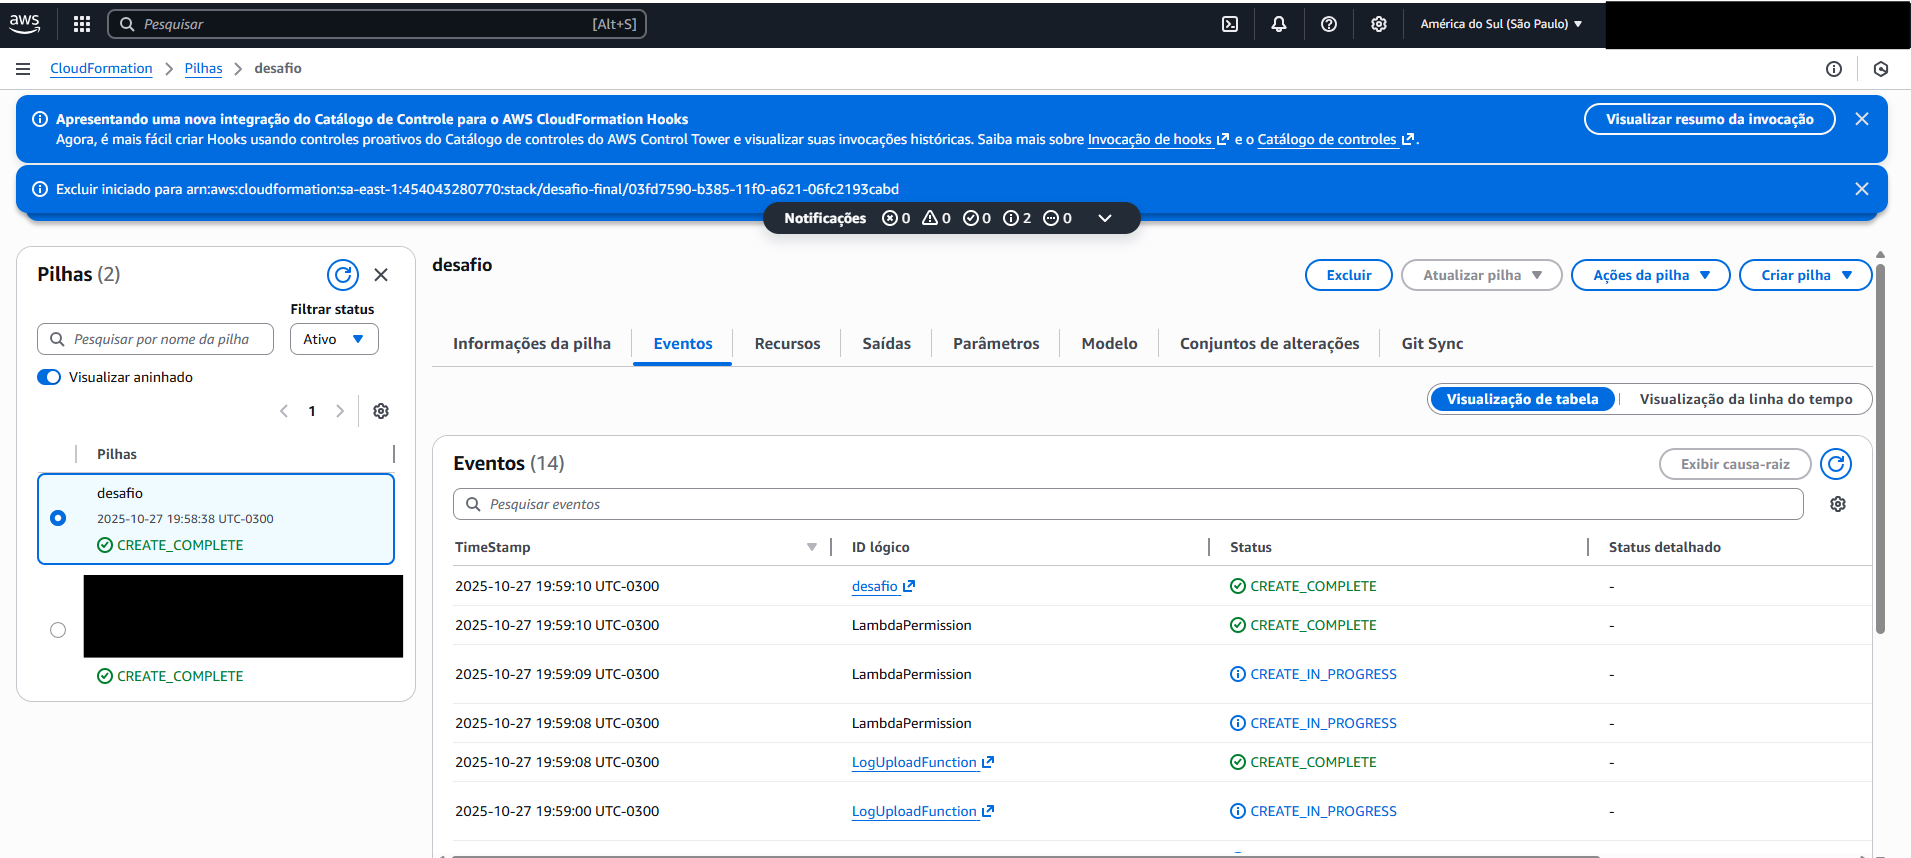 aws
Pesquisar [Alt+S]
América do Sul (São Paulo)
CloudFormation Pilhas desafio
Apresentando uma nova integração do Catálogo de Controle para o AWS CloudFormation Hooks
Agora, é mais fácil criar Hooks usando controles proativos do Catálogo de controles do AWS Control Tower e visualizar suas invocações históricas. Saiba mais sobre Invocação de hooks e o Catálogo de controles .
Visualizar resumo da invocação
Excluir iniciado para arn:aws:cloudformation:sa-east-1:454043280770:stack/desafio-final/03fd7590-b385-11f0-a621-06fc2193cabd
Notificações 0 0 0 2 0
Pilhas (2)
Filtrar status
Pesquisar por nome da pilha
Ativo
Visualizar aninhado
1
Pilhas
desafio
2025-10-27 19:58:38 UTC-0300
CREATE_COMPLETE
CREATE_COMPLETE
desafio
Excluir Atualizar pilha Ações da pilha Criar pilha
Informações da pilha Eventos Recursos Saídas Parâmetros Modelo Conjuntos de alterações Git Sync
Visualização de tabela Visualização da linha do tempo
Eventos (14)
Exibir causa-raiz
Pesquisar eventos
TimeStamp ID lógico Status Status detalhado
2025-10-27 19:59:10 UTC-0300 desafio CREATE_COMPLETE -
2025-10-27 19:59:10 UTC-0300 LambdaPermission CREATE_COMPLETE -
2025-10-27 19:59:09 UTC-0300 LambdaPermission CREATE_IN_PROGRESS -
2025-10-27 19:59:08 UTC-0300 LambdaPermission CREATE_IN_PROGRESS -
2025-10-27 19:59:08 UTC-0300 LogUploadFunction CREATE_COMPLETE -
2025-10-27 19:59:00 UTC-0300 LogUploadFunction CREATE_IN_PROGRESS -